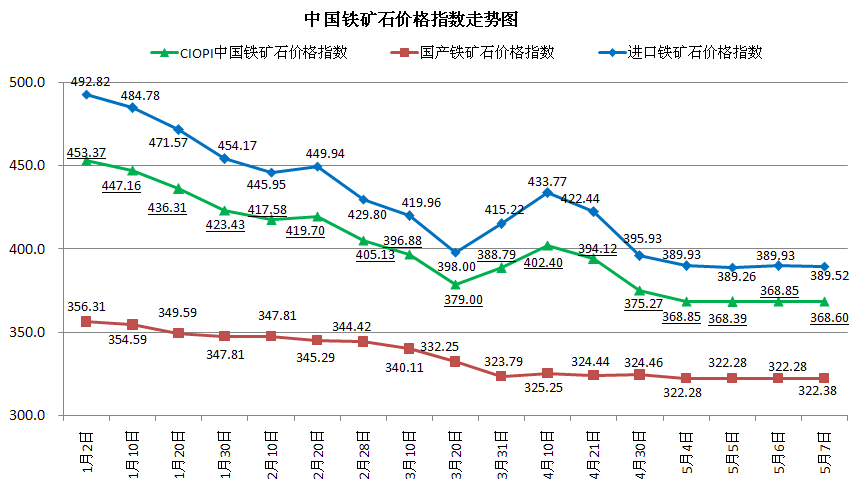 中国铁矿石价格指数走势图
CIOPI中国铁矿石价格指数 国产铁矿石价格指数 进口铁矿石价格指数
500.0
450.0
400.0
350.0
300.0
492.82 484.78 471.57 454.17 445.95 449.94 429.80 419.96 398.00 415.22 433.77 422.44 395.93 389.93 389.26 389.93 389.52
453.37 447.16 436.31 423.43 417.58 419.70 405.13 396.88 379.00 388.79 402.40 394.12 375.27 368.85 368.39 368.85 368.60
356.31 354.59 349.59 347.81 347.81 345.29 344.42 340.11 332.25 323.79 325.25 324.44 324.46 322.28 322.28 322.28 322.38
1月2日 1月10日 1月20日 1月30日 2月10日 2月20日 2月28日 3月10日 3月20日 3月31日 4月10日 4月21日 4月30日 5月4日 5月5日 5月6日 5月7日